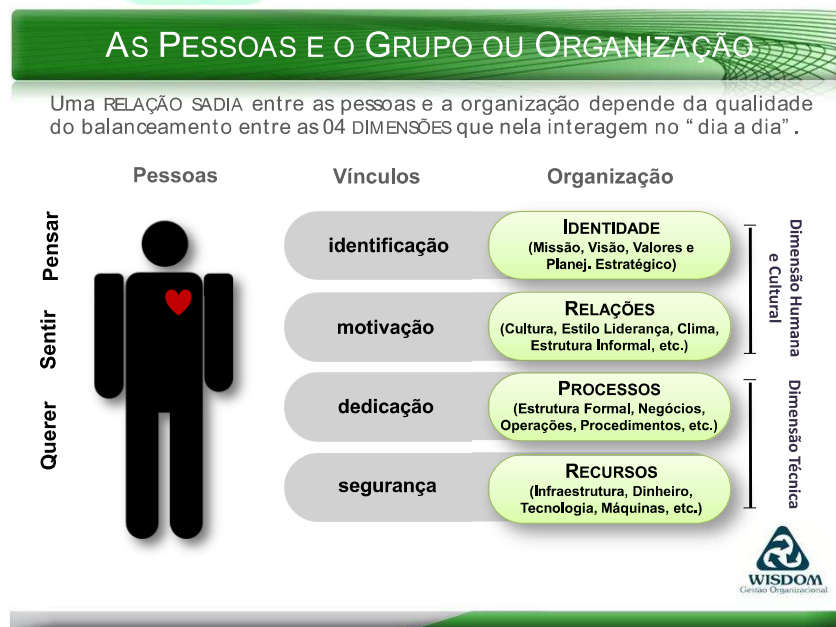 AS PESSOAS E O GRUPO OU ORGANIZAÇÃO
Uma RELAÇÃO SADIA entre as pessoas e a organização depende da qualidade
do balanceamento entre as 04 DIMENSÕES que nela interagem no “dia a dia”.
Pessoas
Vínculos
Organização
Pensar
Sentir
Querer
identificação
IDENTIDADE
(Missão, Visão, Valores e
Planej. Estratégico)
motivação
RELAÇÕES
(Cultura, Estilo Liderança, Clima,
Estrutura Informal, etc.)
dedicação
PROCESSOS
(Estrutura Formal, Negócios,
Operações, Procedimentos, etc.)
segurança
RECURSOS
(Infraestrutura, Dinheiro,
Tecnologia, Máquinas, etc.)
Dimensão Humana
e Cultural
Dimensão Técnica
WISDOM
Gestão Organizacional